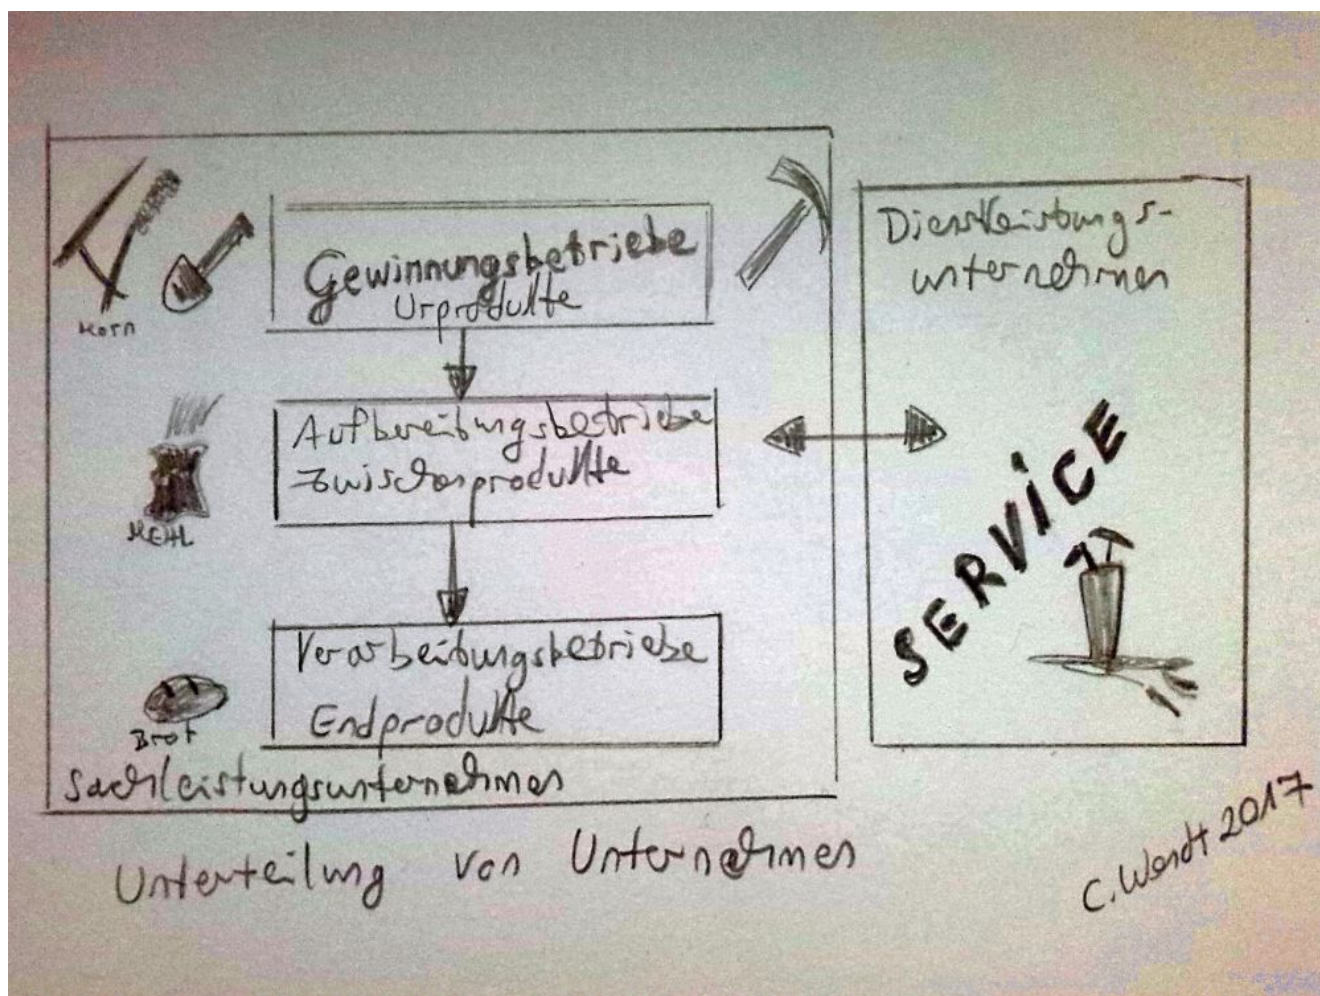 Gewinnungsbetriebe
Urprodukte
Korn
Aufbereitungsbetriebe
Zwischenprodukte
MEHL
Verarbeitungsbetriebe
Endprodukte
Brot
Sachleistungsunternehmen
Dienstleistungs-
unternehmen
SERVICE
Unterteilung von Unternehmen
C. Wendt 2017